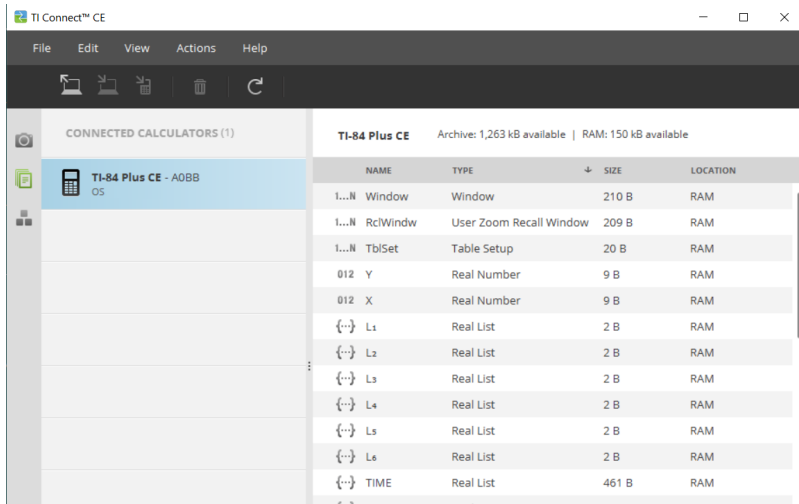 TI Connect™ CE
File Edit View Actions Help
CONNECTED CALCULATORS (1)
TI-84 Plus CE - A0BB
OS
TI-84 Plus CE Archive: 1,263 kB available | RAM: 150 kB available
NAME TYPE SIZE LOCATION
1...N Window Window 210 B RAM
1...N RclWindw User Zoom Recall Window 209 B RAM
1...N TblSet Table Setup 20 B RAM
012 Y Real Number 9 B RAM
012 X Real Number 9 B RAM
{...} L₁ Real List 2 B RAM
{...} L₂ Real List 2 B RAM
{...} L₃ Real List 2 B RAM
{...} L₄ Real List 2 B RAM
{...} L₅ Real List 2 B RAM
{...} L₆ Real List 2 B RAM
{...} TIME Real List 461 B RAM